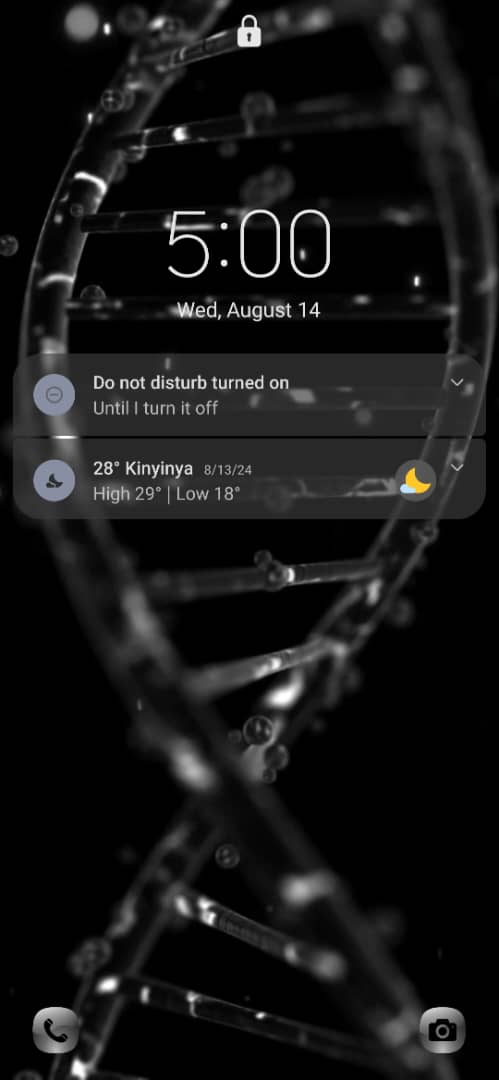 5:00
Wed, August 14
Do not disturb turned on
Until I turn it off
28° Kinyinya 8/13/24
High 29° | Low 18°